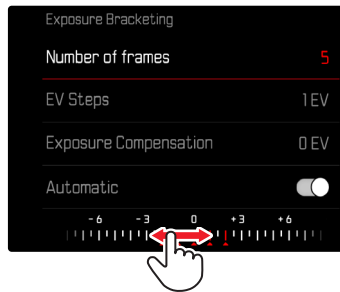 Exposure Bracketing
Number of frames 5
EV Steps 1 EV
Exposure Compensation 0 EV
Automatic
-6 -3 0 +3 +6